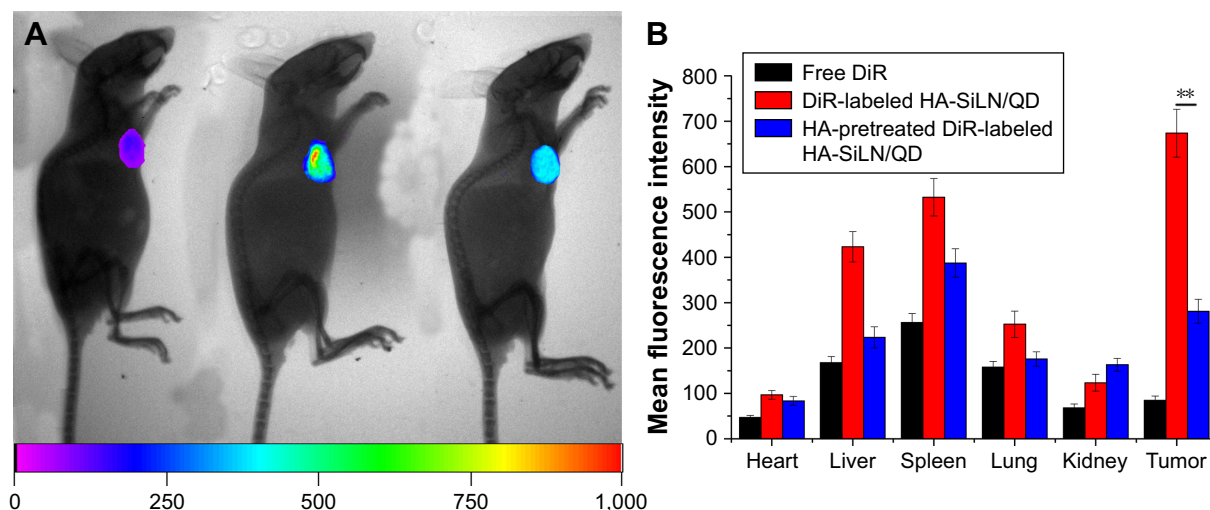 A
0 250 500 750 1,000
B
Mean fluorescence intensity
800
700
600
500
400
300
200
100
0
Free DiR
DiR-labeled HA-SiLN/QD
HA-pretreated DiR-labeled
HA-SiLN/QD
**
Heart Liver Spleen Lung Kidney Tumor